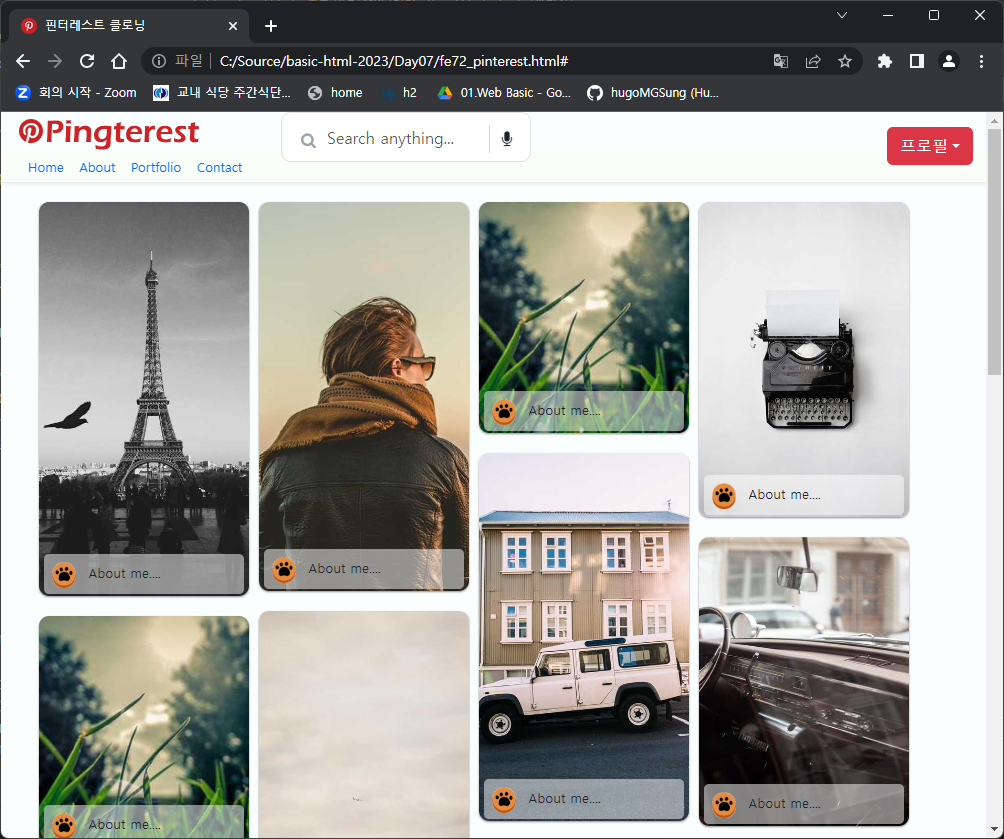 핀터레스트 클로닝
파일 C:/Source/basic-html-2023/Day07/fe72_pinterest.html#
회의 시작 - Zoom 교내 식당 주간식단... home h2 01.Web Basic - Go... hugoMGSung (Hu...
Pingterest Search anything... 프로필
Home About Portfolio Contact
About me....
About me....
About me....
About me....
About me....
About me....
About me....